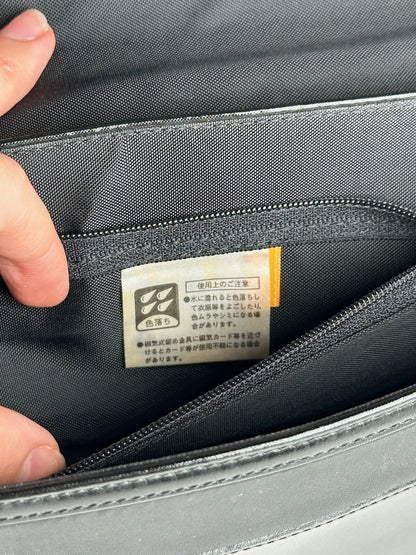 色落ち
使用上のご注意
●水に濡れると色落ちし
て衣服等をよごしたり、
色ムラやシミになる場
合があります。
●磁気式留め金具に磁気カード等を近づ
けるとカード等が使用不能になる場合
があります。